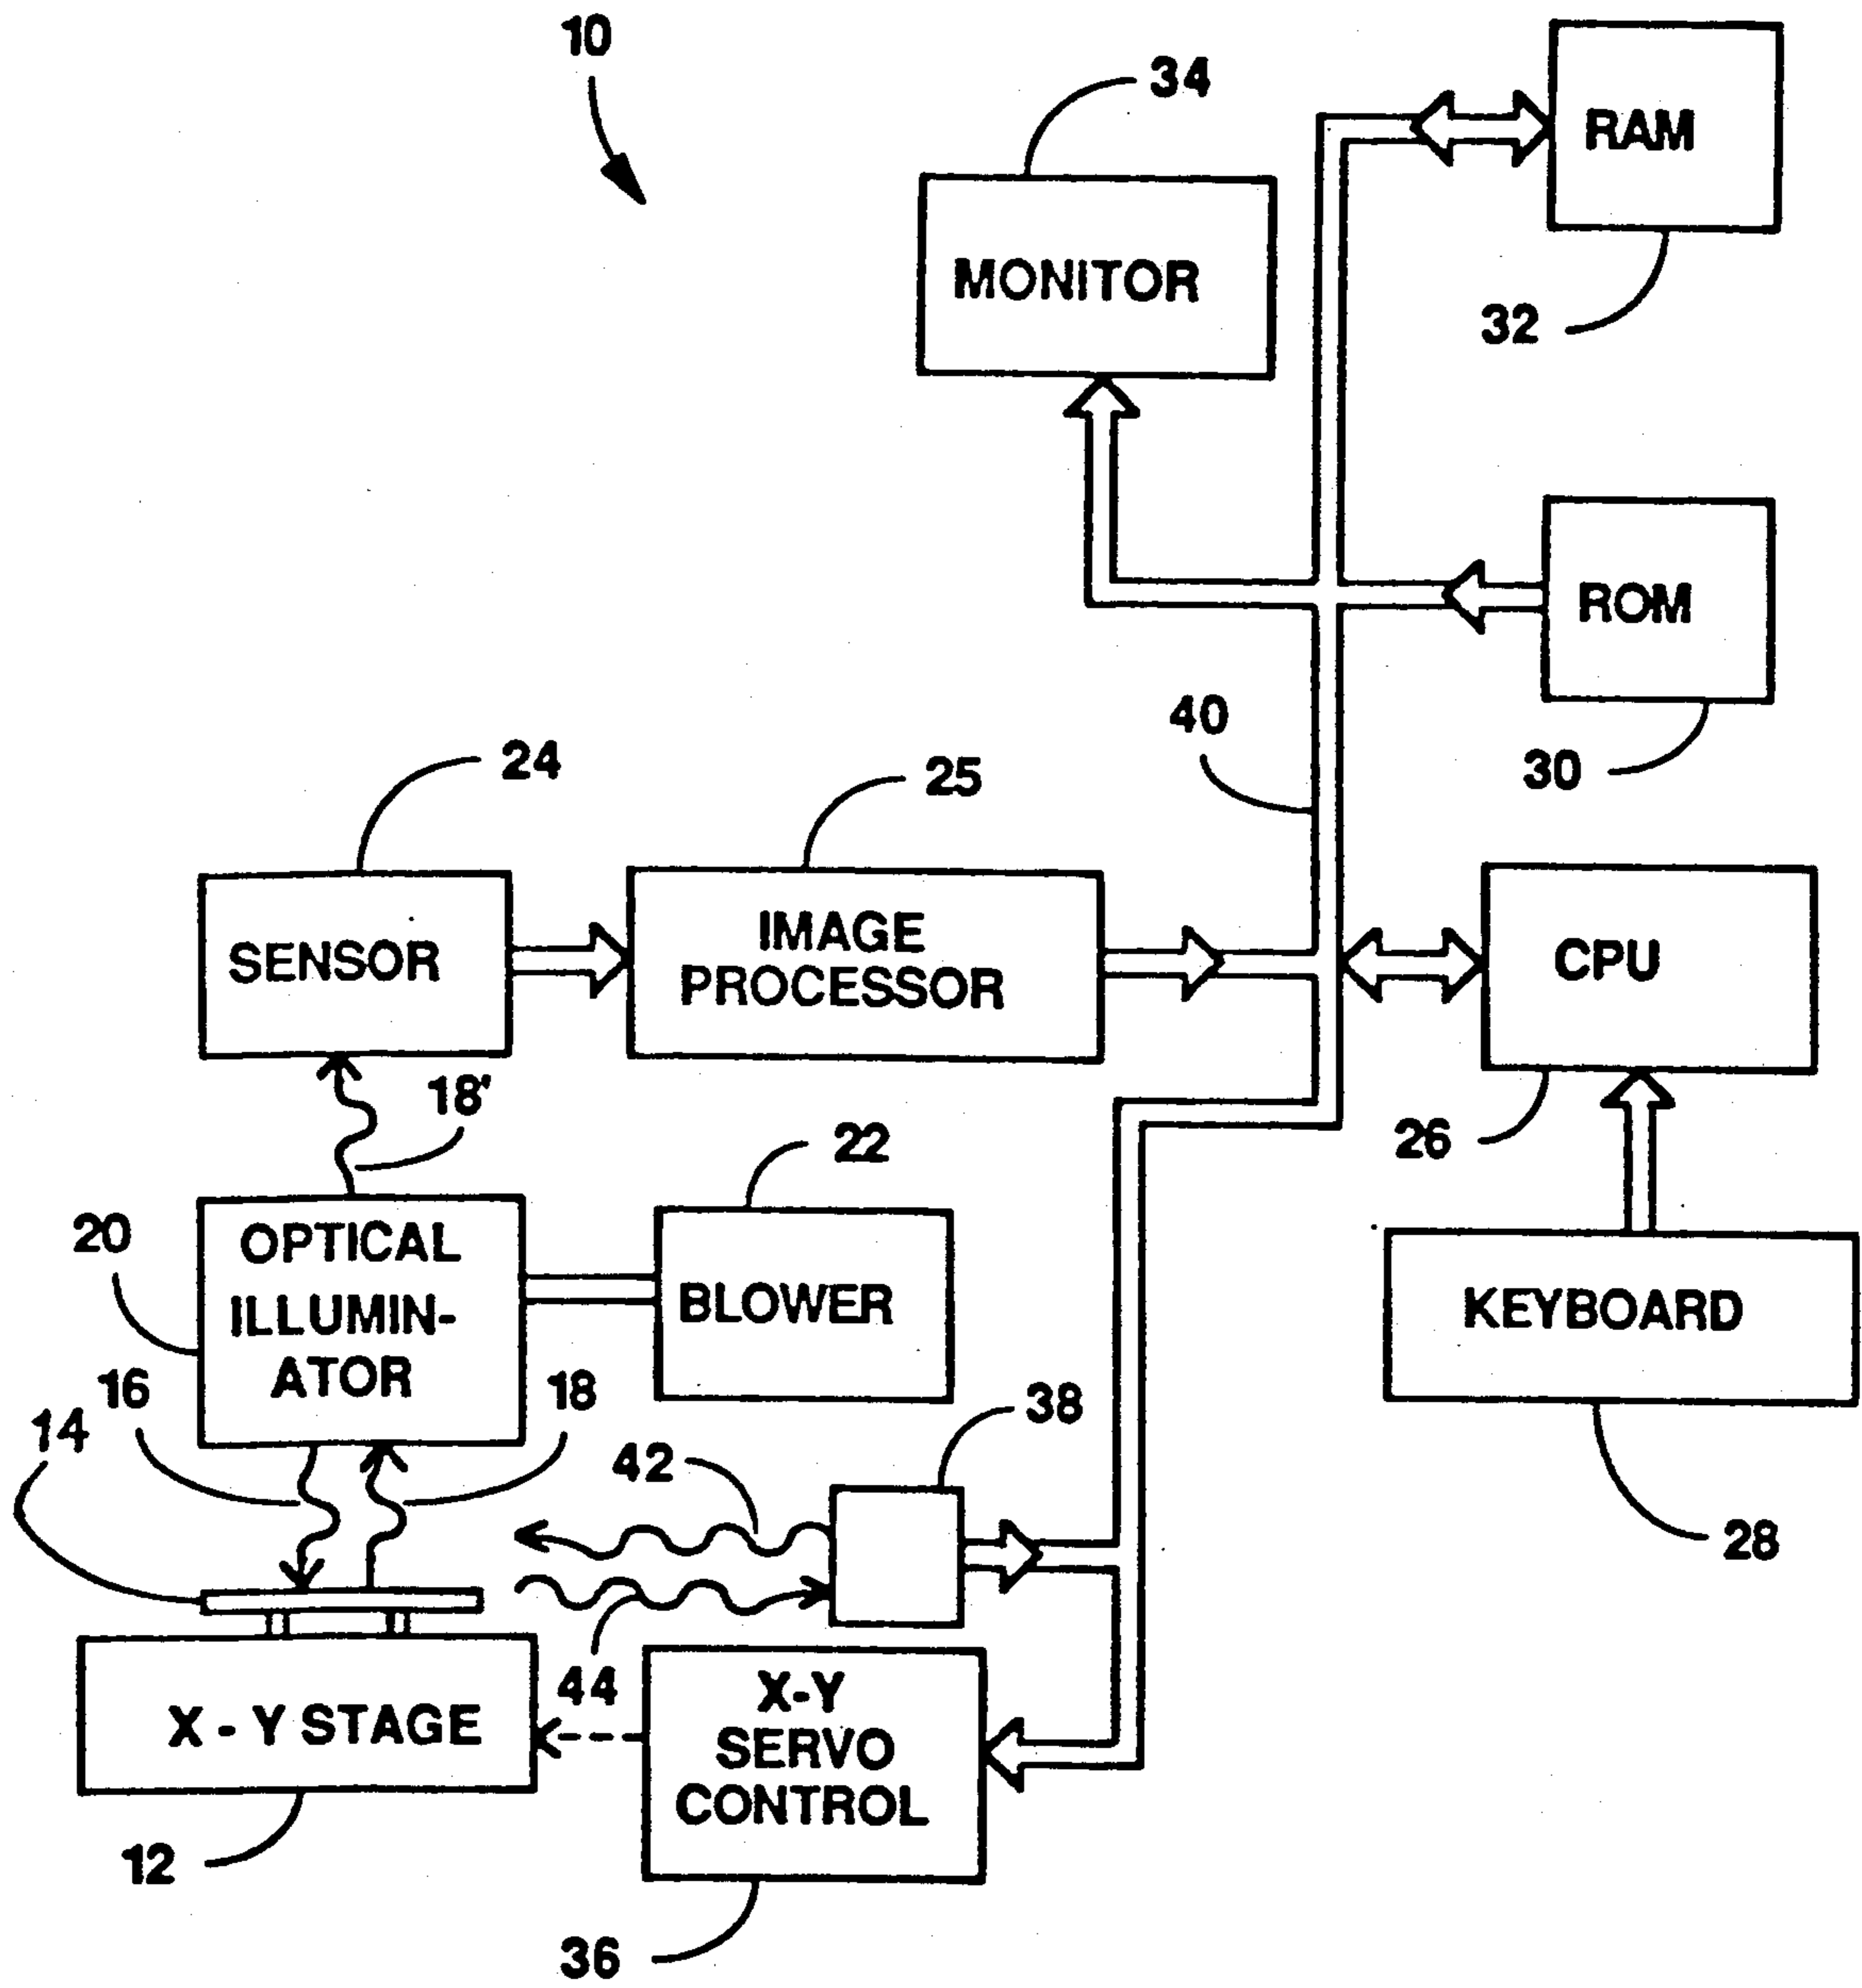 10
34
RAM
MONITOR
32
ROM
40
30
24
25
SENSOR
IMAGE
PROCESSOR
CPU
18'
22
26
20
OPTICAL
ILLUMIN-
ATOR
BLOWER
KEYBOARD
16
18
14
38
42
28
44
X - Y STAGE
X-Y
SERVO
CONTROL
12
36